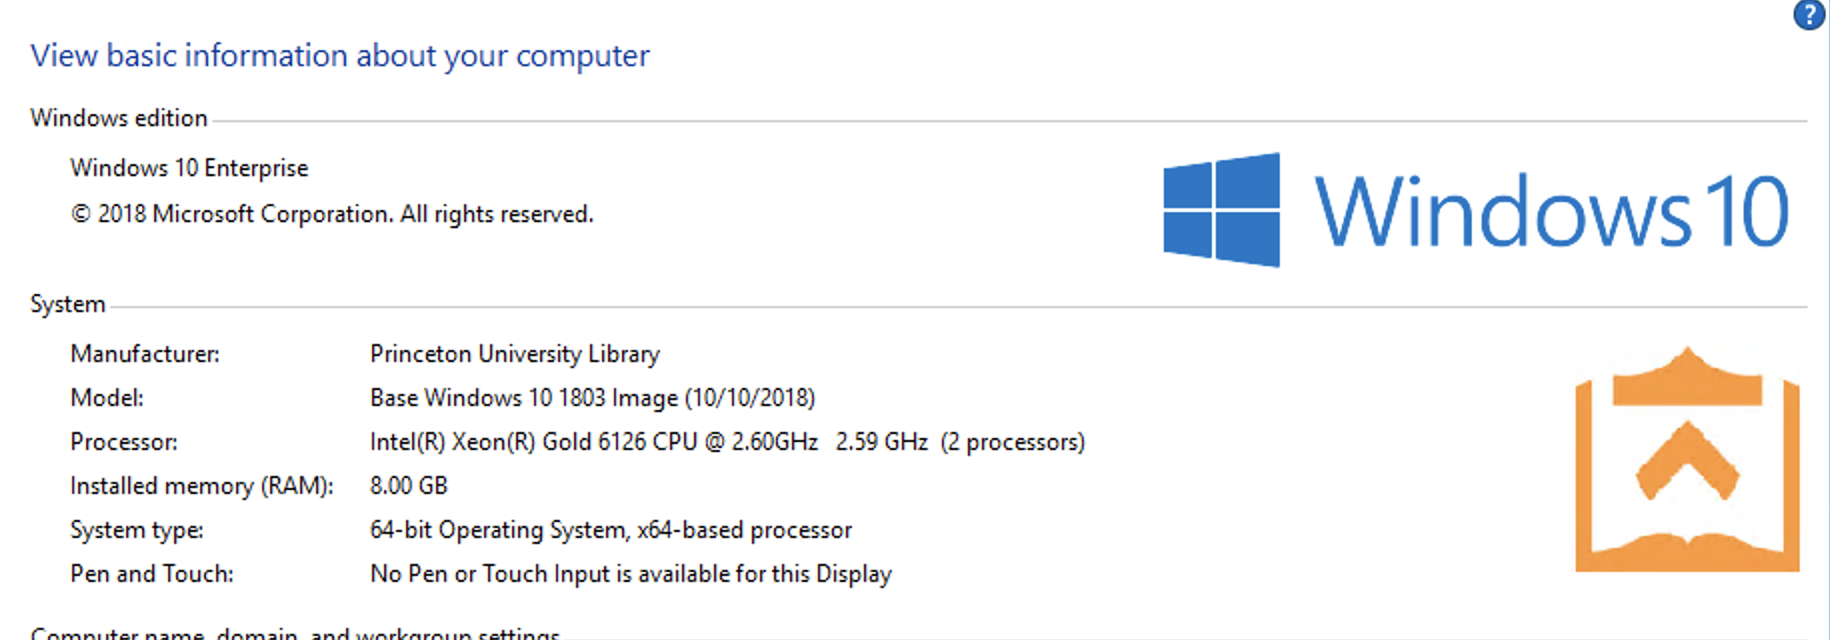 ?
View basic information about your computer
Windows edition
Windows 10 Enterprise
© 2018 Microsoft Corporation. All rights reserved.
Windows 10
System
Manufacturer: Princeton University Library
Model: Base Windows 10 1803 Image (10/10/2018)
Processor: Intel(R) Xeon(R) Gold 6126 CPU @ 2.60GHz 2.59 GHz (2 processors)
Installed memory (RAM): 8.00 GB
System type: 64-bit Operating System, x64-based processor
Pen and Touch: No Pen or Touch Input is available for this Display
Computer name, domain, and workgroup settings